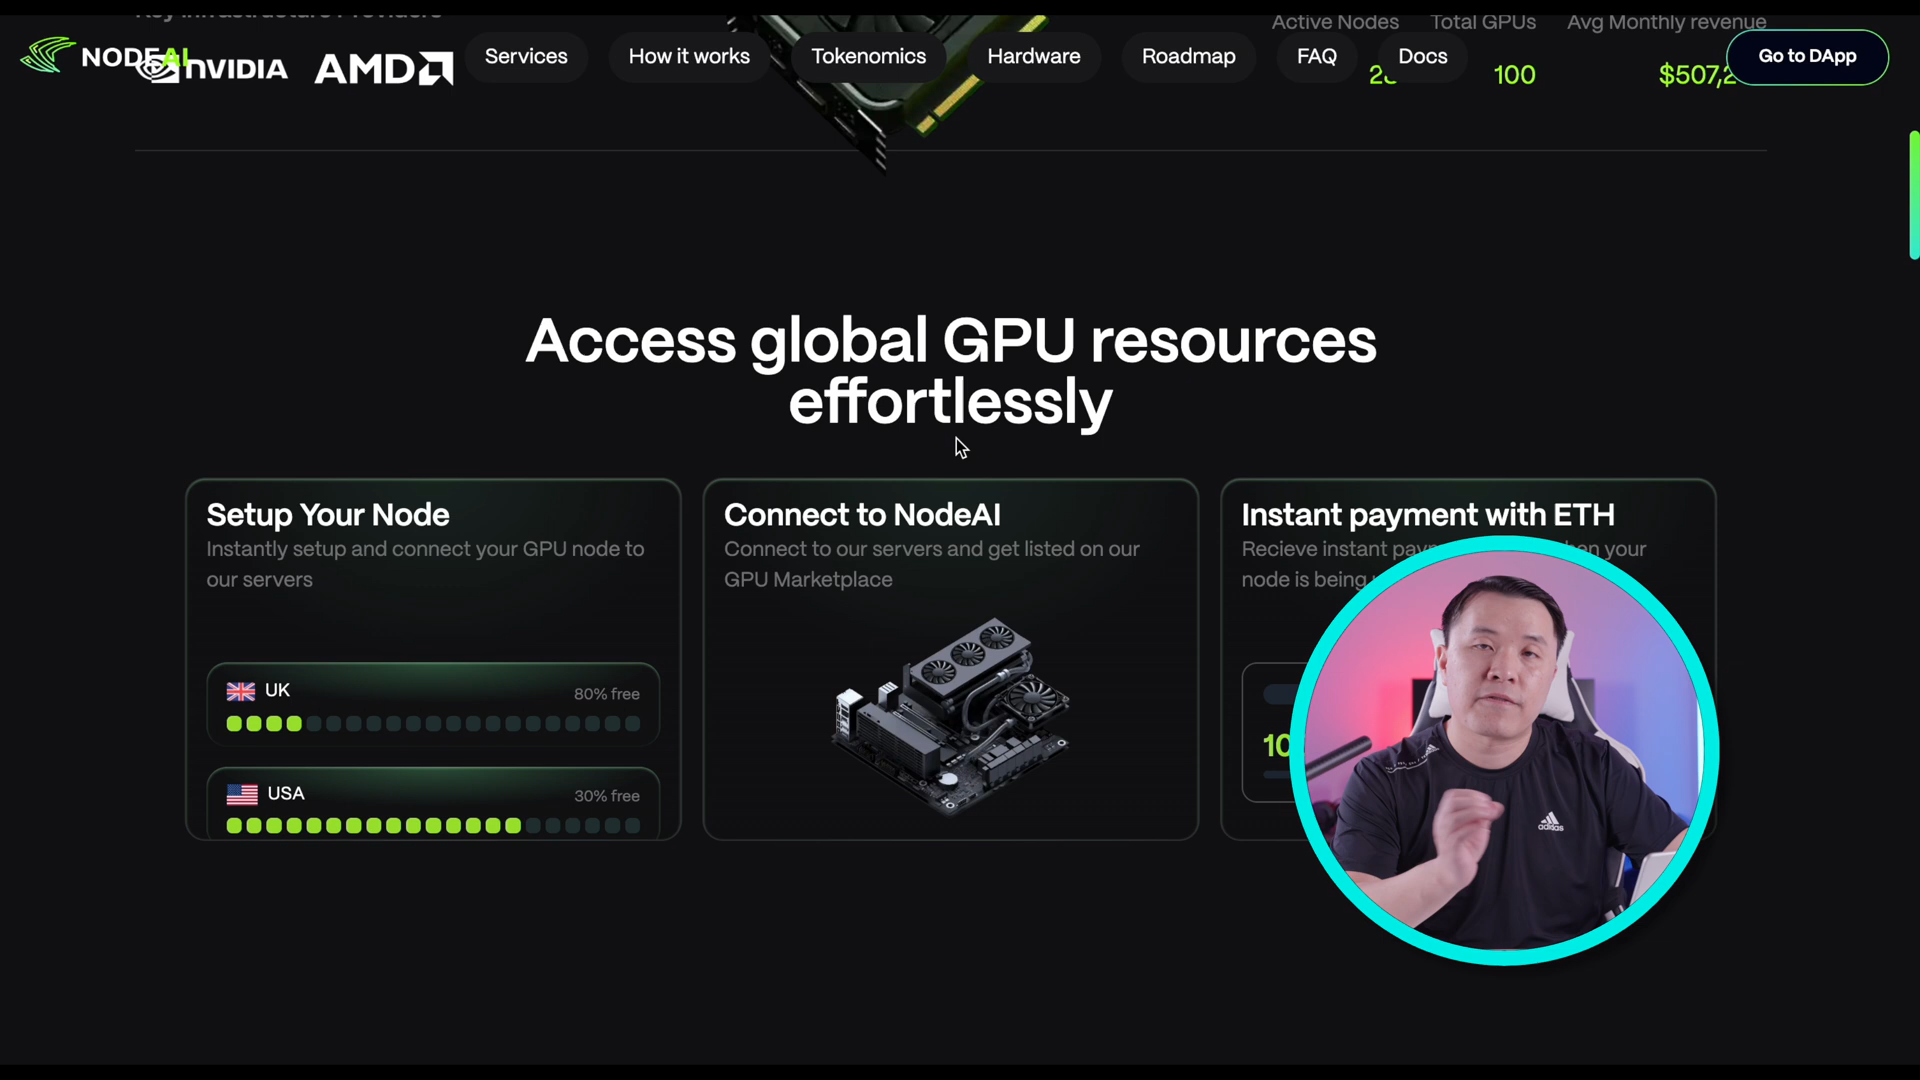 Active Nodes Total GPUs Avg Monthly revenue
NODEAI
NVIDIA AMD
Services How it works Tokenomics Hardware Roadmap FAQ Docs
100
Go to DApp
Access global GPU resources
effortlessly
Setup Your Node
Instantly setup and connect your GPU node to
our servers
UK
80% free
USA
30% free
Connect to NodeAI
Connect to our servers and get listed on our
GPU Marketplace
Instant payment with ETH
Recieve instant your
node is being
adidas